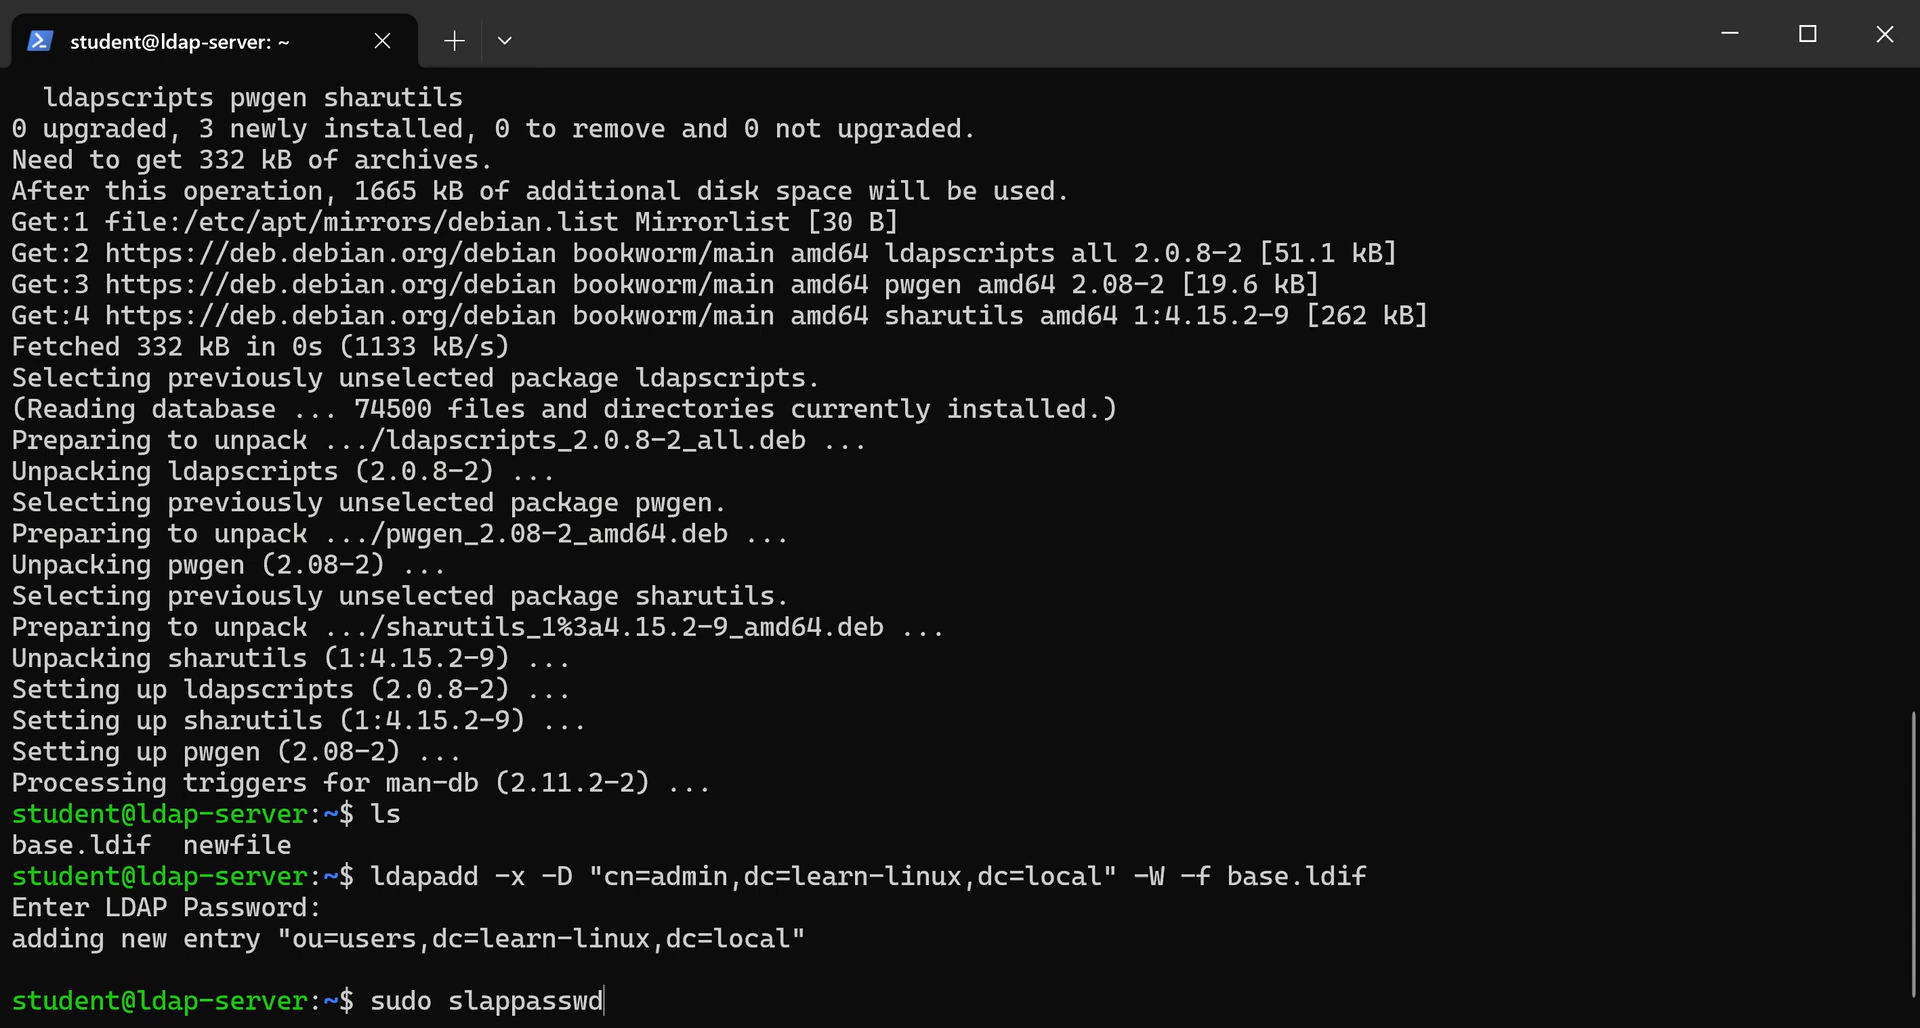 student@ldap-server: ~
ldapscripts pwgen sharutils
0 upgraded, 3 newly installed, 0 to remove and 0 not upgraded.
Need to get 332 kB of archives.
After this operation, 1665 kB of additional disk space will be used.
Get:1 file:/etc/apt/mirrors/debian.list Mirrorlist [30 B]
Get:2 https://deb.debian.org/debian bookworm/main amd64 ldapscripts all 2.0.8-2 [51.1 kB]
Get:3 https://deb.debian.org/debian bookworm/main amd64 pwgen amd64 2.08-2 [19.6 kB]
Get:4 https://deb.debian.org/debian bookworm/main amd64 sharutils amd64 1:4.15.2-9 [262 kB]
Fetched 332 kB in 0s (1133 kB/s)
Selecting previously unselected package ldapscripts.
(Reading database ... 74500 files and directories currently installed.)
Preparing to unpack .../ldapscripts_2.0.8-2_all.deb ...
Unpacking ldapscripts (2.0.8-2) ...
Selecting previously unselected package pwgen.
Preparing to unpack .../pwgen_2.08-2_amd64.deb ...
Unpacking pwgen (2.08-2) ...
Selecting previously unselected package sharutils.
Preparing to unpack .../sharutils_1%3a4.15.2-9_amd64.deb ...
Unpacking sharutils (1:4.15.2-9) ...
Setting up ldapscripts (2.0.8-2) ...
Setting up sharutils (1:4.15.2-9) ...
Setting up pwgen (2.08-2) ...
Processing triggers for man-db (2.11.2-2) ...
student@ldap-server:~$ ls
base.ldif  newfile
student@ldap-server:~$ ldapadd -x -D "cn=admin,dc=learn-linux,dc=local" -W -f base.ldif
Enter LDAP Password:
adding new entry "ou=users,dc=learn-linux,dc=local"
student@ldap-server:~$ sudo slappasswd